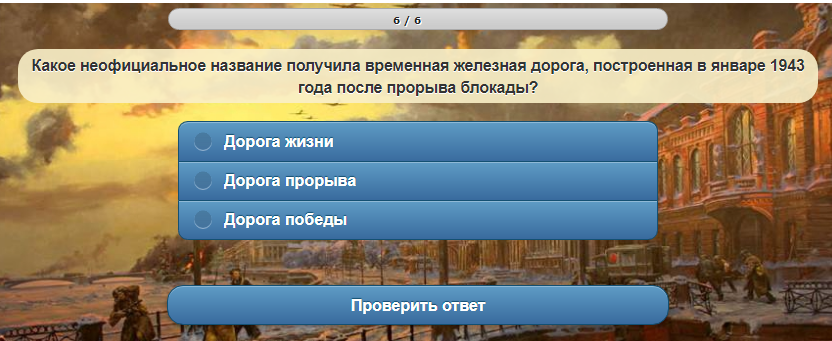 6 / 6
Какое неофициальное название получила временная железная дорога, построенная в январе 1943
года после прорыва блокады?
Дорога жизни
Дорога прорыва
Дорога победы
Проверить ответ